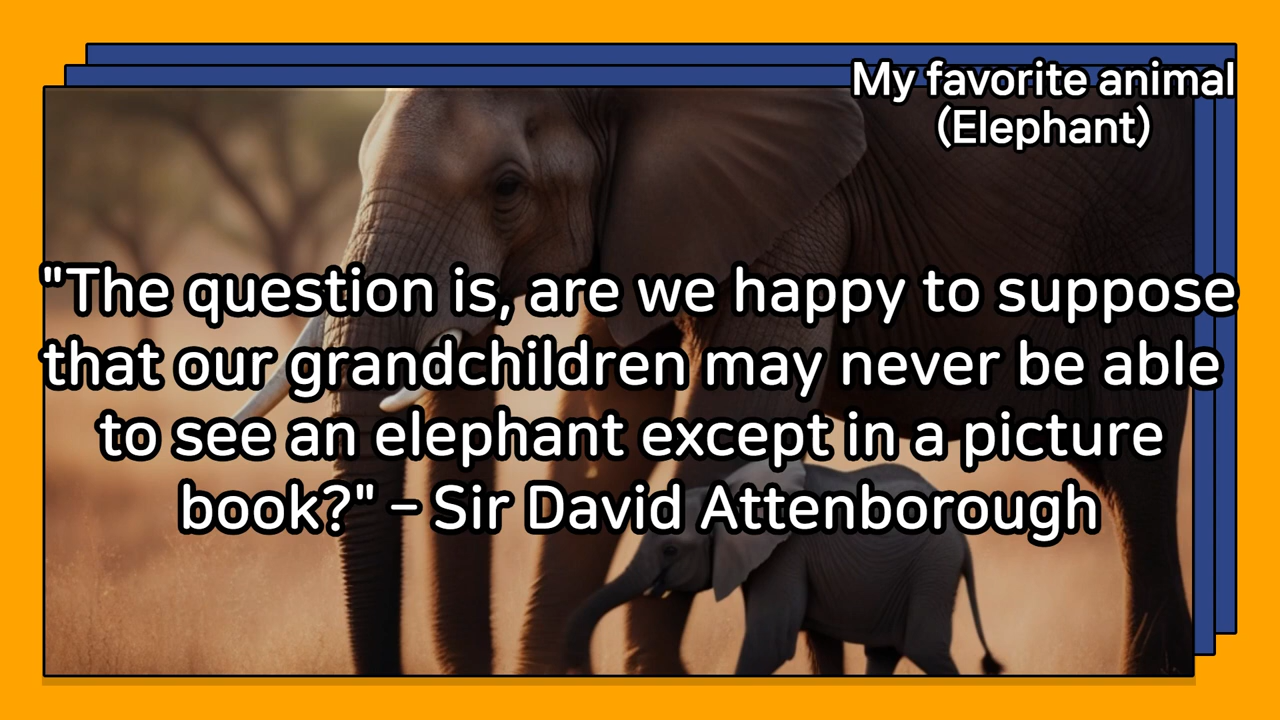 My favorite animal
(Elephant)
"The question is, are we happy to suppose
that our grandchildren may never be able
to see an elephant except in a picture
book?" – Sir David Attenborough